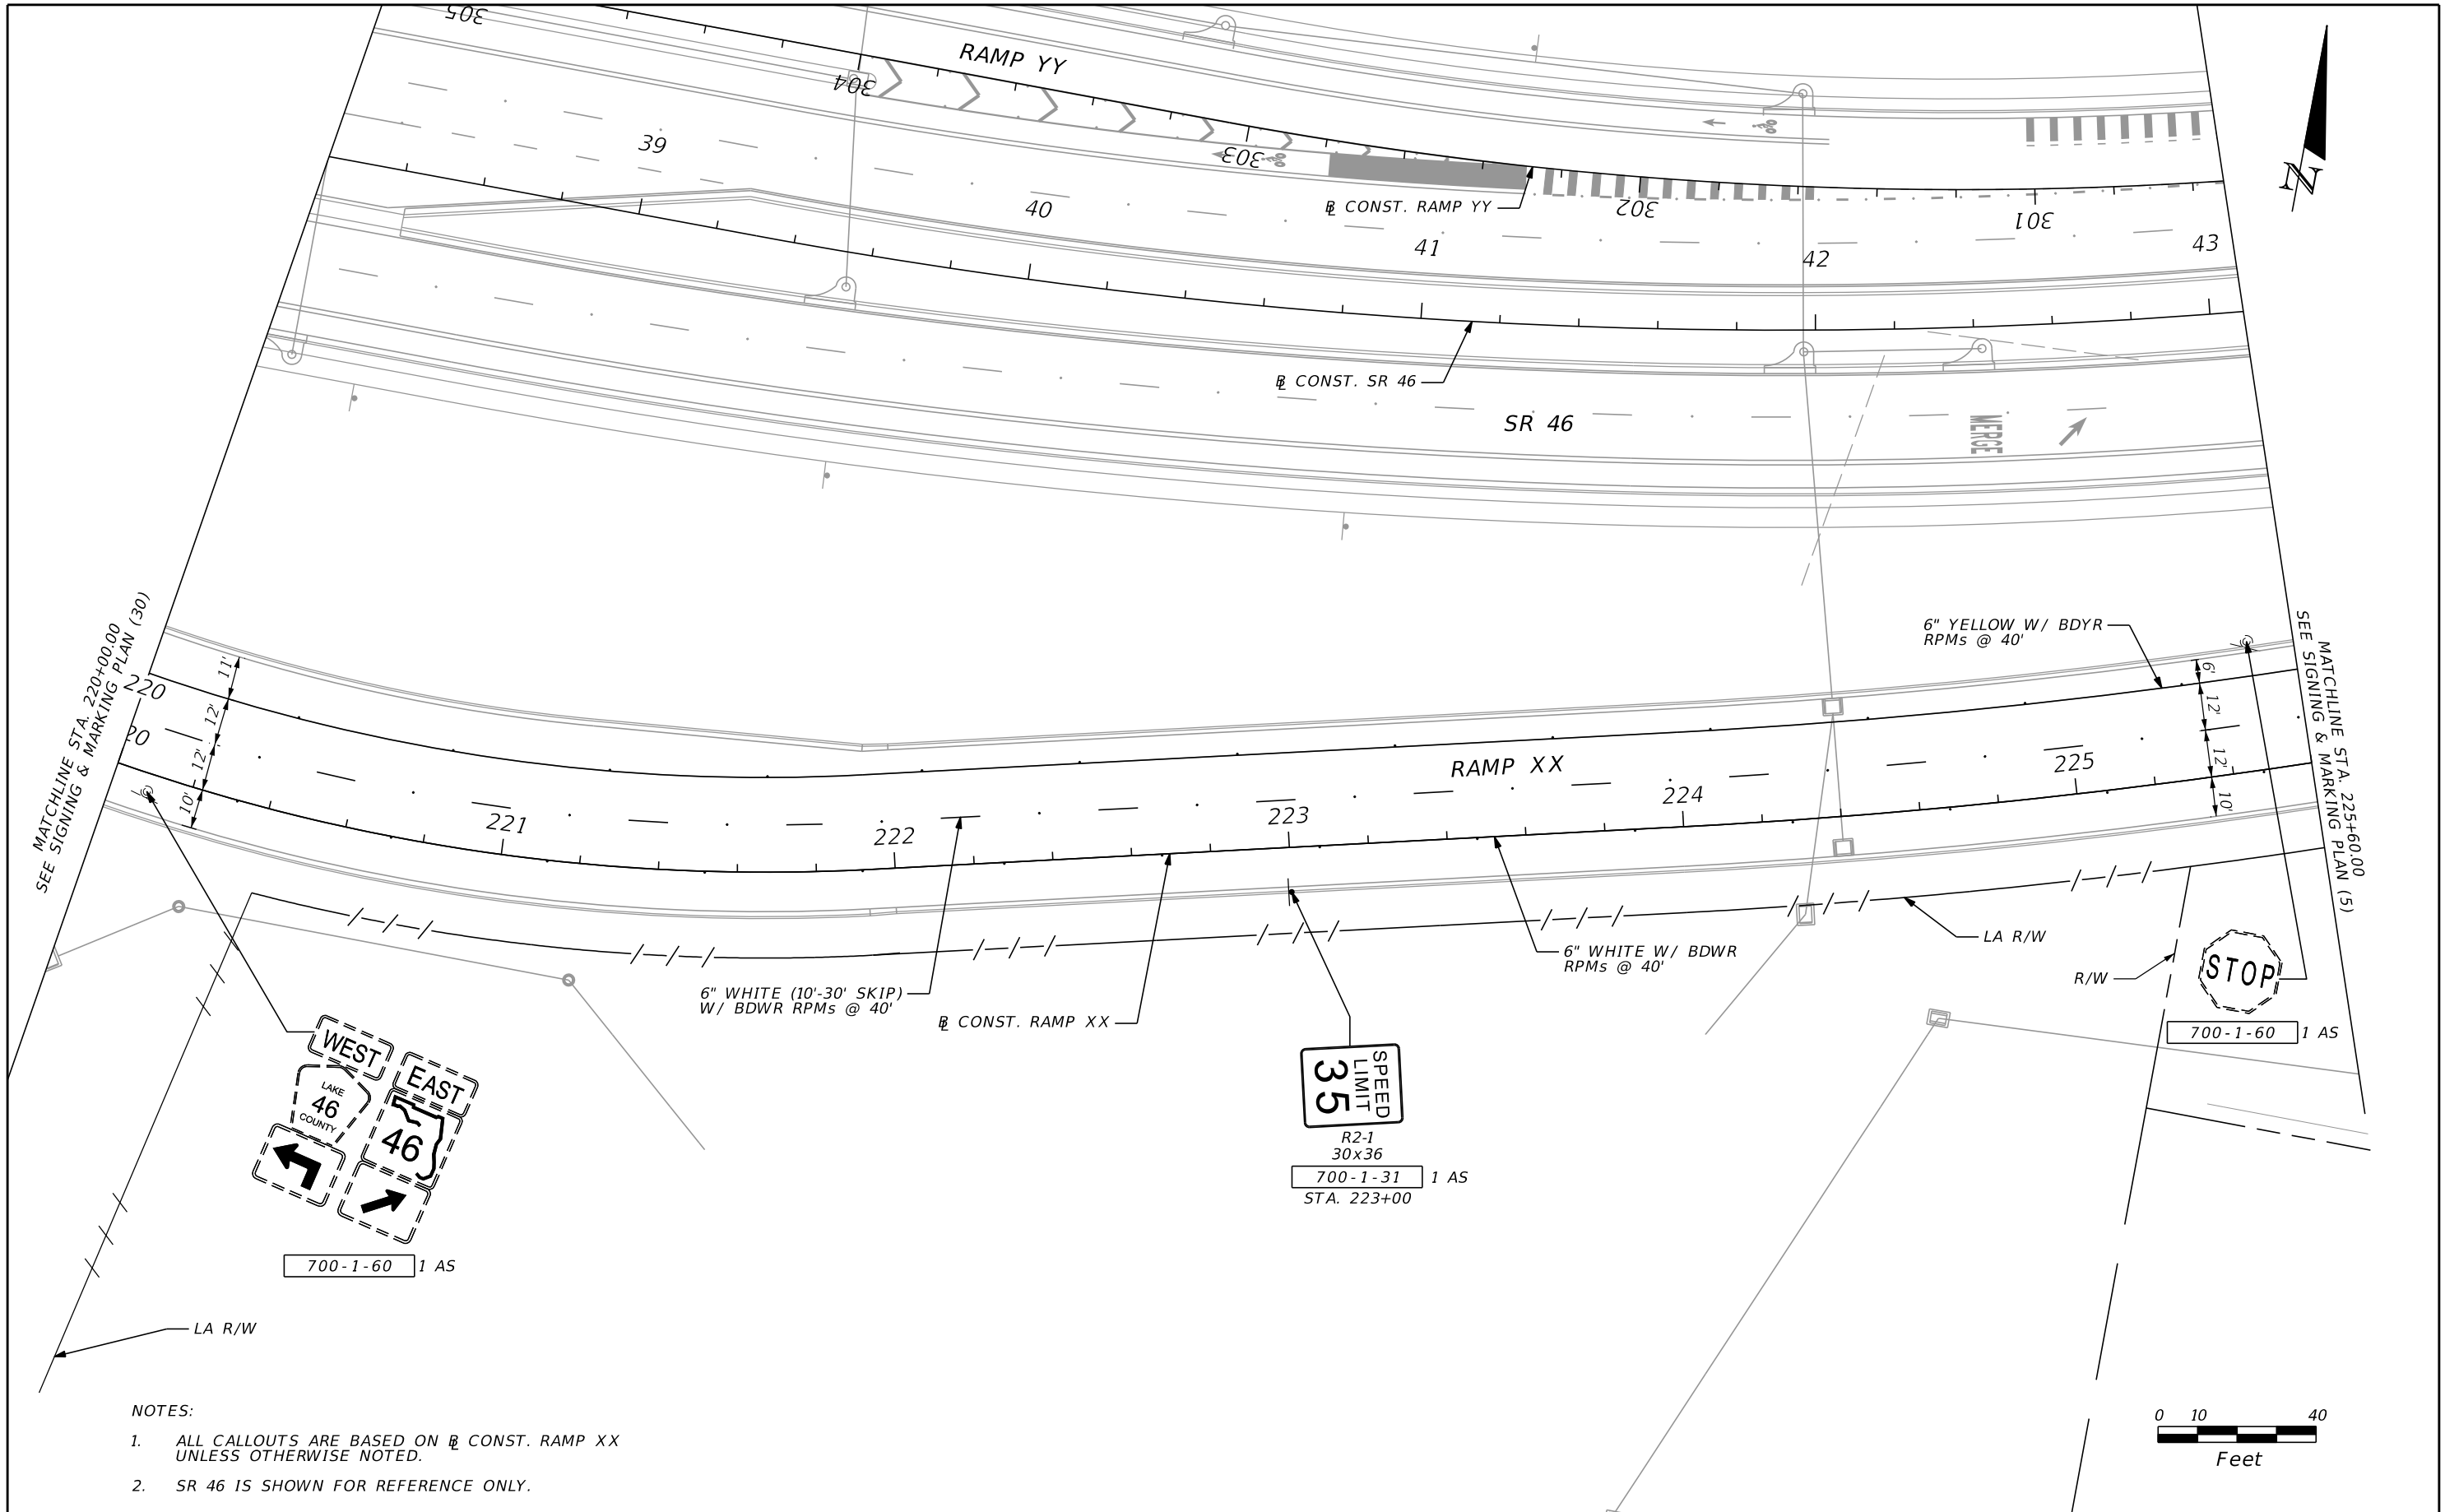 305
RAMP YY
304
303
302
301
39
40
41
42
43
N
BL CONST. RAMP YY
BL CONST. SR 46
SR 46
MERGE
MATCHLINE STA. 220+00.00
SEE SIGNING & MARKING PLAN (30)
220
20
11'
12'
12'
10'
6" YELLOW W/ BDYR
RPMs @ 40'
6'
12'
12'
10'
MATCHLINE STA. 225+60.00
SEE SIGNING & MARKING PLAN (5)
RAMP XX
221
222
223
224
225
6" WHITE (10'-30' SKIP)
W/ BDWR RPMs @ 40'
BL CONST. RAMP XX
6" WHITE W/ BDWR
RPMs @ 40'
LA R/W
R/W
STOP
700-1-60 1 AS
WEST
EAST
LAKE
46
COUNTY
46
700-1-60 1 AS
SPEED
LIMIT
35
R2-1
30x36
700-1-31 1 AS
STA. 223+00
LA R/W
NOTES:
1. ALL CALLOUTS ARE BASED ON BL CONST. RAMP XX
UNLESS OTHERWISE NOTED.
2. SR 46 IS SHOWN FOR REFERENCE ONLY.
0 10 40
Feet